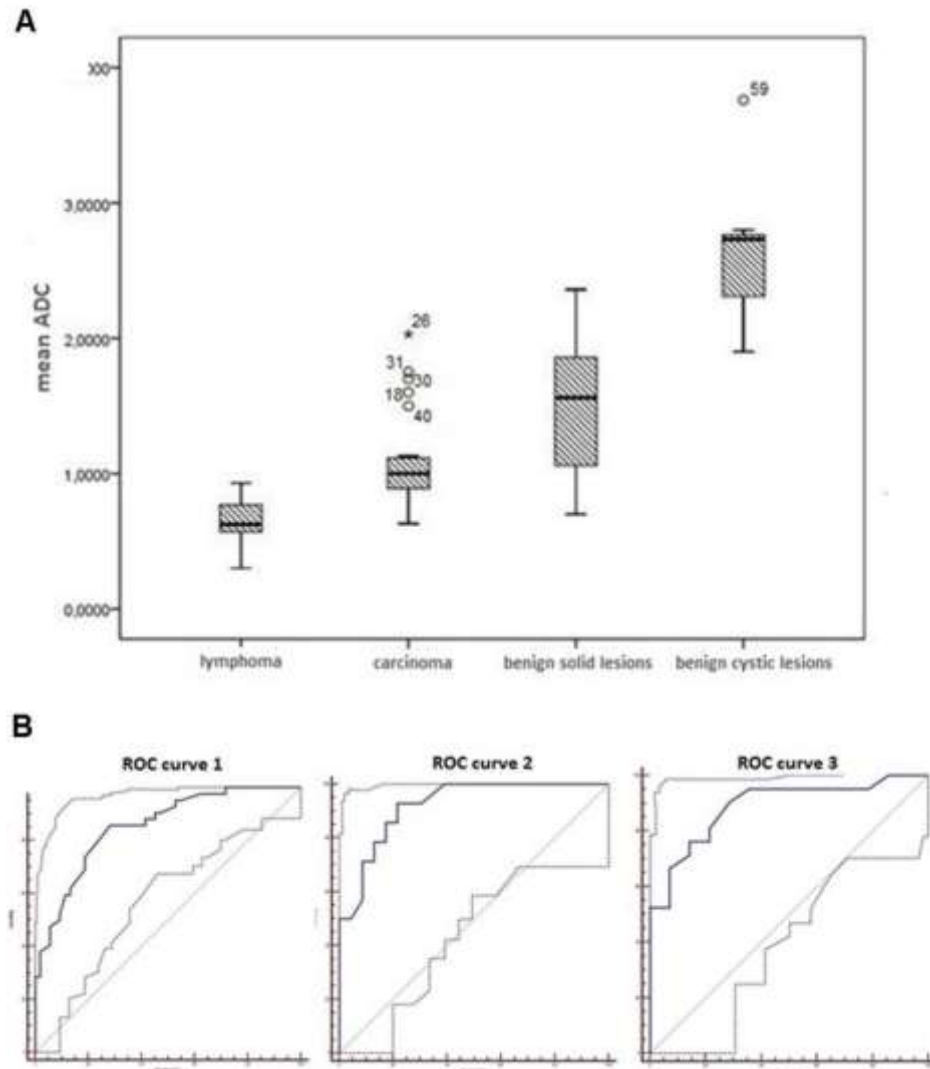 A
3,0000
2,0000
1,0000
0,0000
mean ADC
59
26
31
30
18
40
lymphoma
carcinoma
benign solid lesions
benign cystic lesions
B
ROC curve 1
ROC curve 2
ROC curve 3